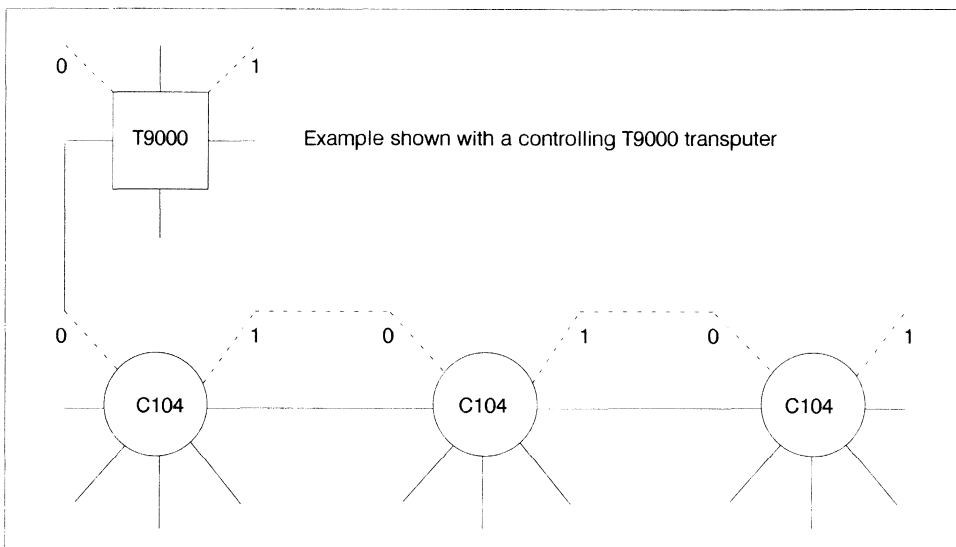 0 1
T9000 Example shown with a controlling T9000 transputer
0 1 0 1 0 1
C104 C104 C104